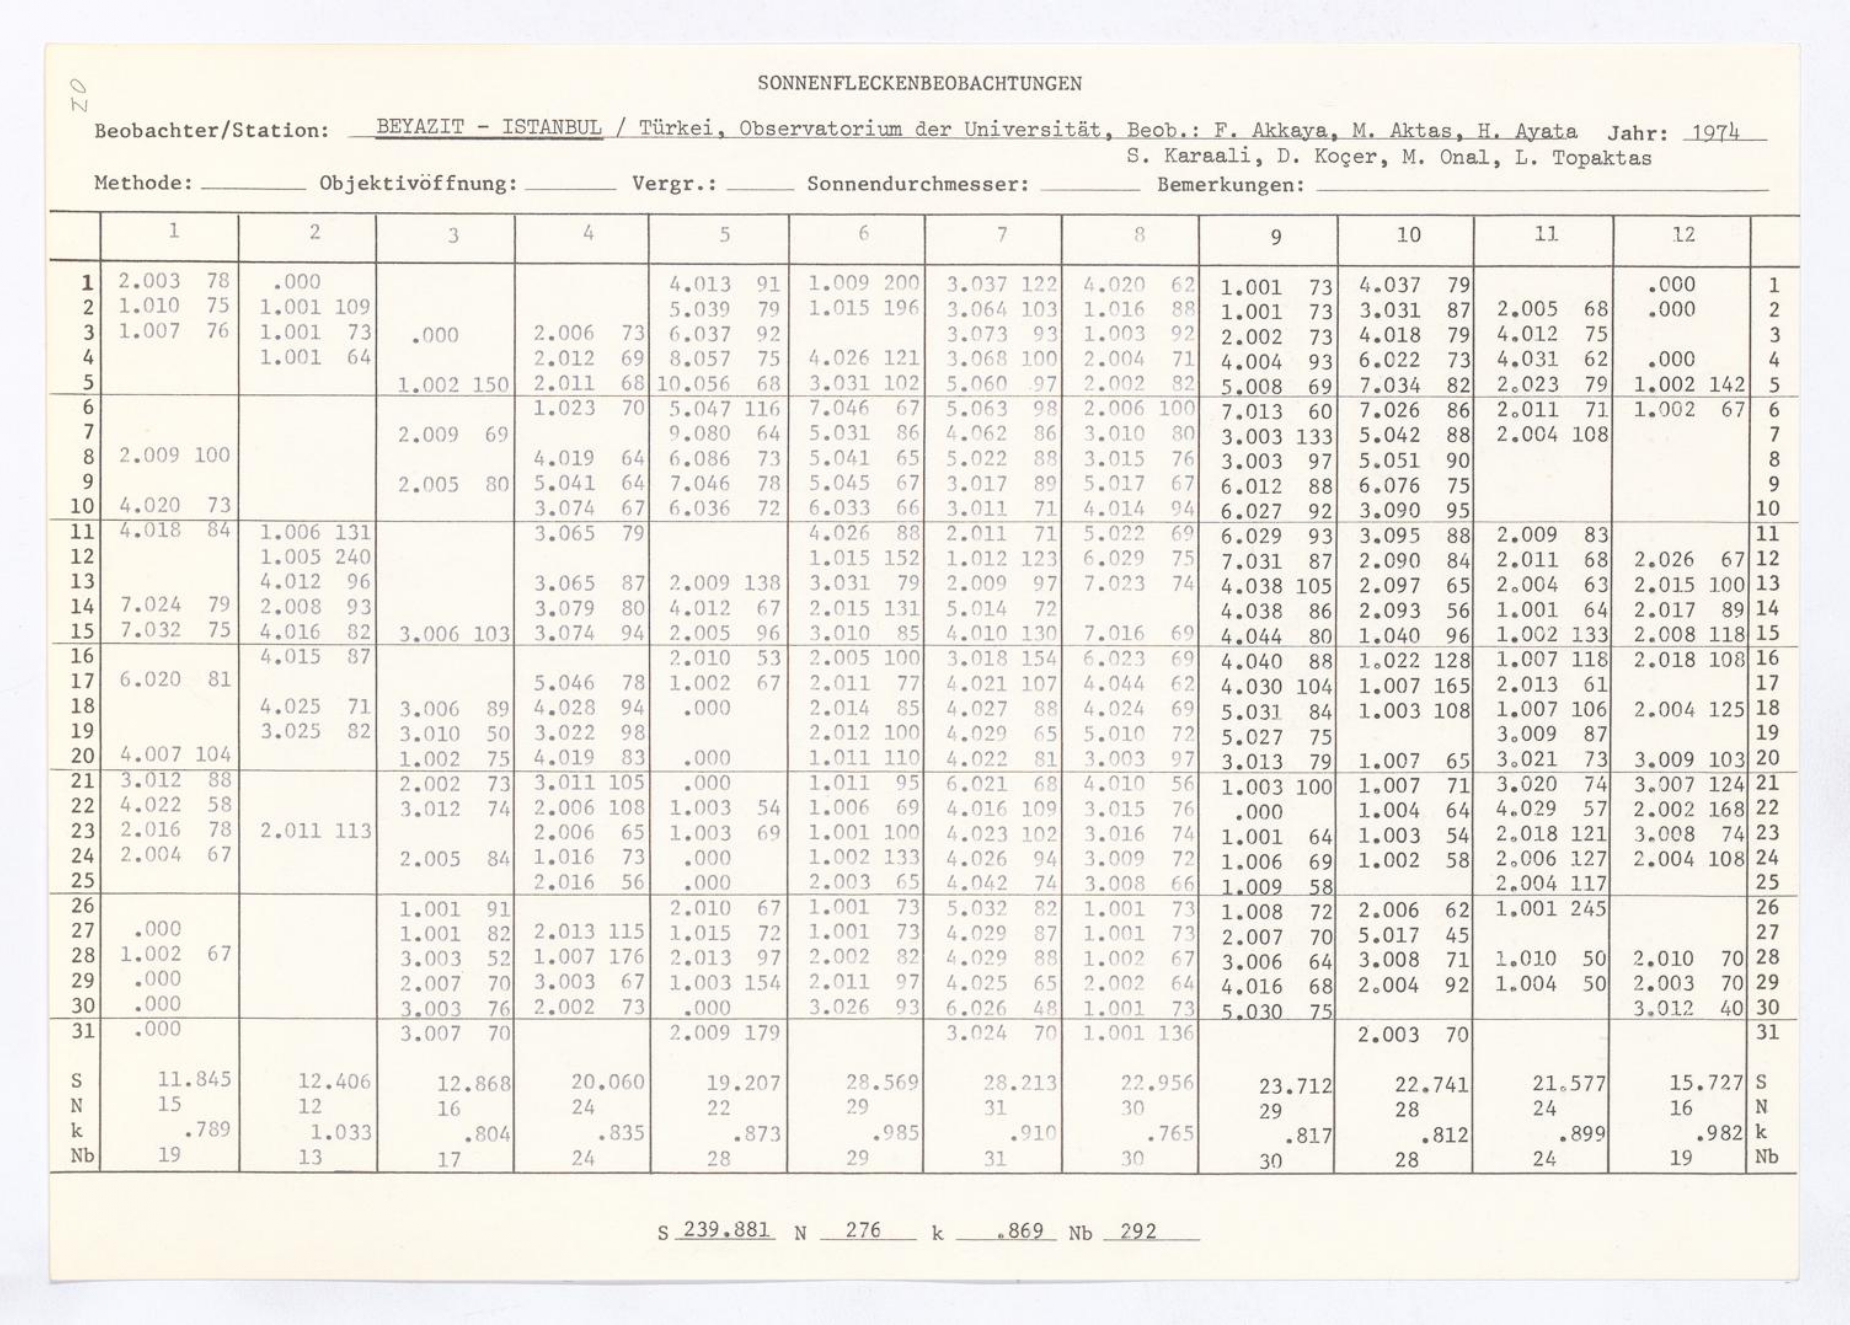 ZO
SONNENFLECKENBEOBACHTUNGEN
Beobachter/Station: BEYAZIT - ISTANBUL / Türkei, Observatorium der Universität, Beob.: F. Akkaya, M. Aktas, H. Ayata Jahr: 1974
S. Karaali, D. Koçer, M. Onal, L. Topaktas
Methode: Objektivöffnung: Vergr.: Sonnendurchmesser: Bemerkungen:
1 2 3 4 5 6 7 8 9 10 11 12
1 2.003 78 .000 4.013 91 1.009 200 3.037 122 4.020 62 1.001 73 4.037 79 .000 1
2 1.010 75 1.001 109 5.039 79 1.015 196 3.064 103 1.016 88 1.001 73 3.031 87 2.005 68 .000 2
3 1.007 76 1.001 73 .000 2.006 73 6.037 92 3.073 93 1.003 92 2.002 73 4.018 79 4.012 75 3
4 1.001 64 2.012 69 8.057 75 4.026 121 3.068 100 2.004 71 4.004 93 6.022 73 4.031 62 .000 4
5 1.002 150 2.011 68 10.056 68 3.031 102 5.060 97 2.002 82 5.008 69 7.034 82 2.023 79 1.002 142 5
6 1.023 70 5.047 116 7.046 67 5.063 98 2.006 100 7.013 60 7.026 86 2.011 71 1.002 67 6
7 2.009 69 9.080 64 5.031 86 4.062 86 3.010 80 3.003 133 5.042 88 2.004 108 7
8 2.009 100 4.019 64 6.086 73 5.041 65 5.022 88 3.015 76 3.003 97 5.051 90 8
9 2.005 80 5.041 64 7.046 78 5.045 67 3.017 89 5.017 67 6.012 88 6.076 75 9
10 4.020 73 3.074 67 6.036 72 6.033 66 3.011 71 4.014 94 6.027 92 3.090 95 10
11 4.018 84 1.006 131 3.065 79 4.026 88 2.011 71 5.022 69 6.029 93 3.095 88 2.009 83 11
12 1.005 240 1.015 152 1.012 123 6.029 75 7.031 87 2.090 84 2.011 68 2.026 67 12
13 4.012 96 3.065 87 2.009 138 3.031 79 2.009 97 7.023 74 4.038 105 2.097 65 2.004 63 2.015 100 13
14 7.024 79 2.008 93 3.079 80 4.012 67 2.015 131 5.014 72 4.038 86 2.093 56 1.001 64 2.017 89 14
15 7.032 75 4.016 82 3.006 103 3.074 94 2.005 96 3.010 85 4.010 130 7.016 69 4.044 80 1.040 96 1.002 133 2.008 118 15
16 4.015 87 2.010 53 2.005 100 3.018 154 6.023 69 4.040 88 1.022 128 1.007 118 2.018 108 16
17 6.020 81 5.046 78 1.002 67 2.011 77 4.021 107 4.044 62 4.030 104 1.007 165 2.013 61 17
18 4.025 71 3.006 89 4.028 94 .000 2.014 85 4.027 88 4.024 69 5.031 84 1.003 108 1.007 106 2.004 125 18
19 3.025 82 3.010 50 3.022 98 2.012 100 4.029 65 5.010 72 5.027 75 3.009 87 19
20 4.007 104 1.002 75 4.019 83 .000 1.011 110 4.022 81 3.003 97 3.013 79 1.007 65 3.021 73 3.009 103 20
21 3.012 88 2.002 73 3.011 105 .000 1.011 95 6.021 68 4.010 56 1.003 100 1.007 71 3.020 74 3.007 124 21
22 4.022 58 3.012 74 2.006 108 1.003 54 1.006 69 4.016 109 3.015 76 .000 1.004 64 4.029 57 2.002 168 22
23 2.016 78 2.011 113 2.006 65 1.003 69 1.001 100 4.023 102 3.016 74 1.001 64 1.003 54 2.018 121 3.008 74 23
24 2.004 67 2.005 84 1.016 73 .000 1.002 133 4.026 94 3.009 72 1.006 69 1.002 58 2.006 127 2.004 108 24
25 2.016 56 .000 2.003 65 4.042 74 3.008 66 1.009 58 2.004 117 25
26 1.001 91 2.010 67 1.001 73 5.032 82 1.001 73 1.008 72 2.006 62 1.001 245 26
27 .000 1.001 82 2.013 115 1.015 72 1.001 73 4.029 87 1.001 73 2.007 70 5.017 45 27
28 1.002 67 3.003 52 1.007 176 2.013 97 2.002 82 4.029 88 1.002 67 3.006 64 3.008 71 1.010 50 2.010 70 28
29 .000 2.007 70 3.003 67 1.003 154 2.011 97 4.025 65 2.002 64 4.016 68 2.004 92 1.004 50 2.003 70 29
30 .000 3.003 76 2.002 73 .000 3.026 93 6.026 48 1.001 73 5.030 75 3.012 40 30
31 .000 3.007 70 2.009 179 3.024 70 1.001 136 2.003 70 31
S 11.845 12.406 12.868 20.060 19.207 28.569 28.213 22.956 23.712 22.741 21.577 15.727 S
N 15 12 16 24 22 29 31 30 29 28 24 16 N
k .789 1.033 .804 .835 .873 .985 .910 .765 .817 .812 .899 .982 k
Nb 19 13 17 24 28 29 31 30 30 28 24 19 Nb
S 239.881 N 276 k .869 Nb 292